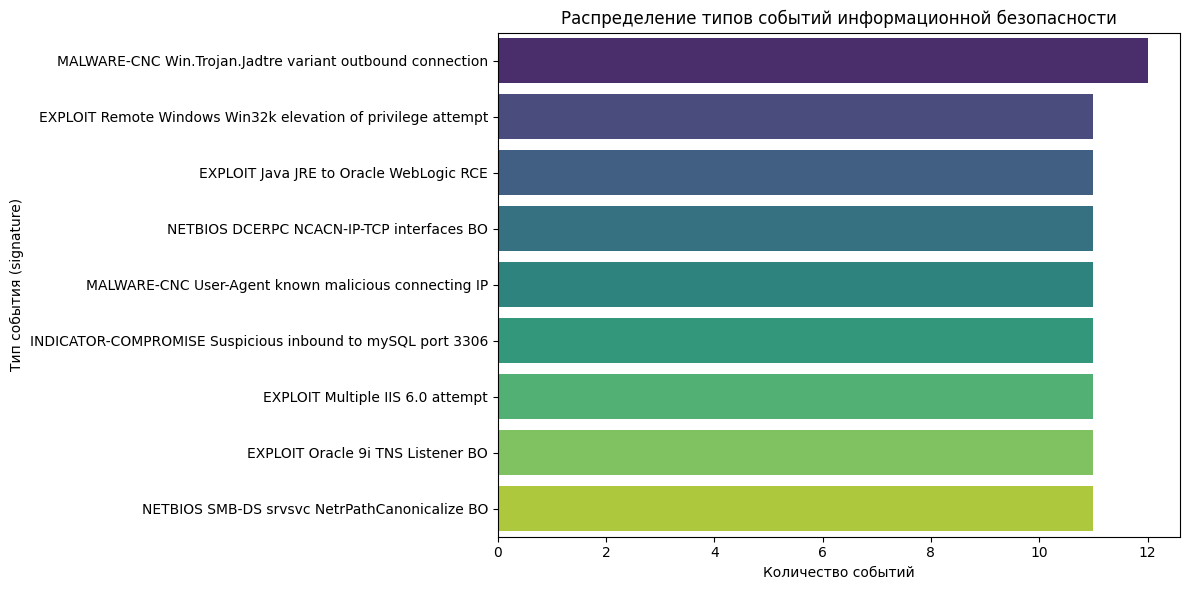 Распределение типов событий информационной безопасности
Тип события (signature)
MALWARE-CNC Win.Trojan.Jadtre variant outbound connection
EXPLOIT Remote Windows Win32k elevation of privilege attempt
EXPLOIT Java JRE to Oracle WebLogic RCE
NETBIOS DCERPC NCACN-IP-TCP interfaces BO
MALWARE-CNC User-Agent known malicious connecting IP
INDICATOR-COMPROMISE Suspicious inbound to mySQL port 3306
EXPLOIT Multiple IIS 6.0 attempt
EXPLOIT Oracle 9i TNS Listener BO
NETBIOS SMB-DS srvsvc NetrPathCanonicalize BO
0 2 4 6 8 10 12
Количество событий